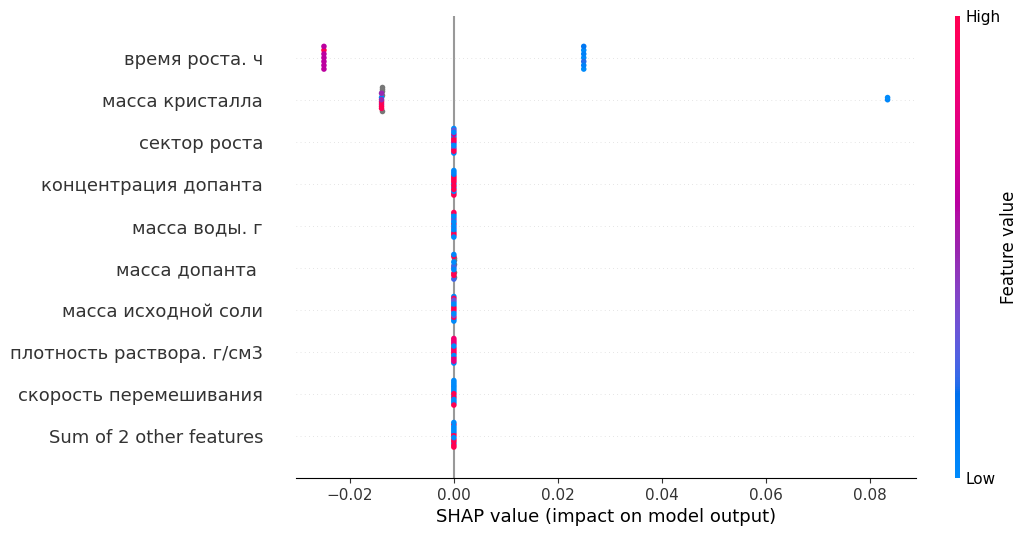 High
время роста. ч
масса кристалла
сектор роста
концентрация допанта
масса воды. г
масса допанта
масса исходной соли
плотность раствора. г/см3
скорость перемешивания
Sum of 2 other features
Feature value
Low
−0.02 0.00 0.02 0.04 0.06 0.08
SHAP value (impact on model output)